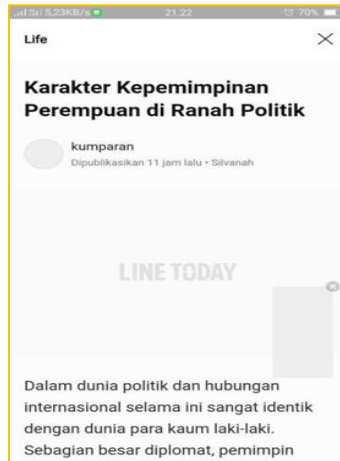 Sri 5,23KB/s 21.22 70%
Life
Karakter Kepemimpinan
Perempuan di Ranah Politik
kumparan
Dipublikasikan 11 jam lalu • Silvanah
LINE TODAY
Dalam dunia politik dan hubungan
internasional selama ini sangat identik
dengan dunia para kaum laki-laki.
Sebagian besar diplomat, pemimpin